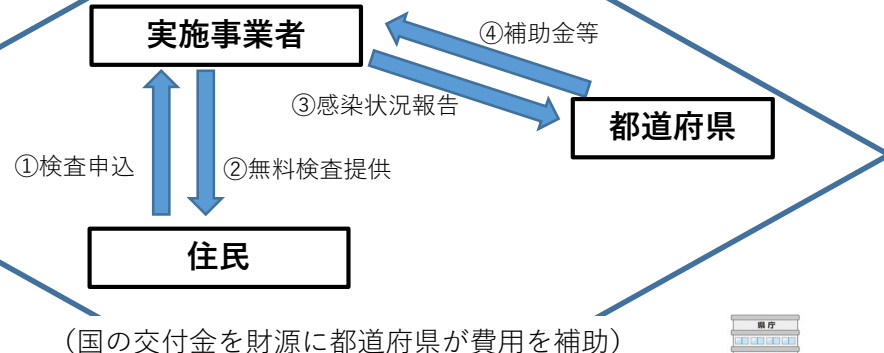 実施事業者
④補助金等
③感染状況報告
都道府県
①検査申込
②無料検査提供
住民
（国の交付金を財源に都道府県が費用を補助）
県庁